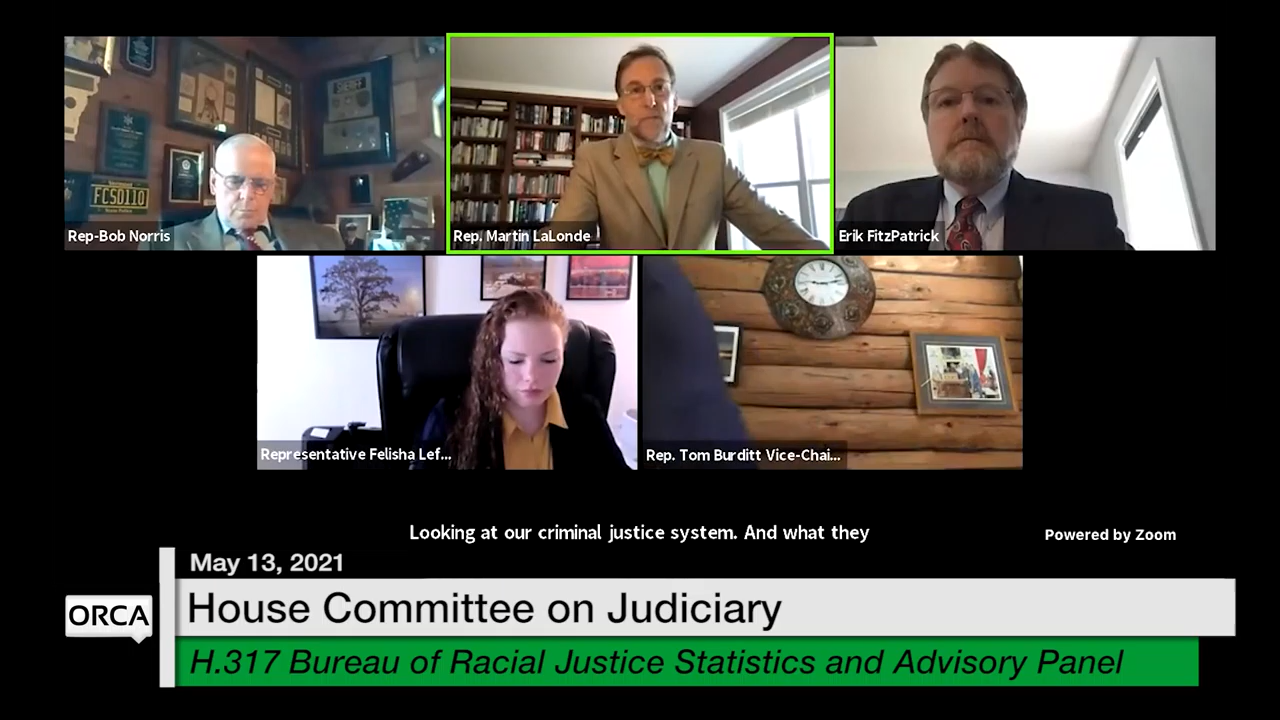 SHERIFF
FCSD110
Rep-Bob Norris
Rep. Martin LaLonde
Erik FitzPatrick
Representative Felisha Lef...
Rep. Tom Burditt Vice-Chai...
Looking at our criminal justice system. And what they
Powered by Zoom
May 13, 2021
ORCA
House Committee on Judiciary
H.317 Bureau of Racial Justice Statistics and Advisory Panel